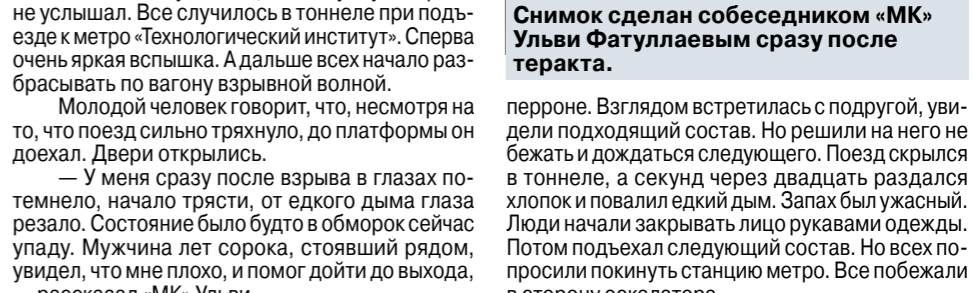 не услышал. Все случилось в тоннеле при подъ-
езде к метро «Технологический институт». Сперва
очень яркая вспышка. А дальше всех начало раз-
брасывать по вагону взрывной волной.
Молодой человек говорит, что, несмотря на
то, что поезд сильно тряхнуло, до платформы он
доехал. Двери открылись.
— У меня сразу после взрыва в глазах по-
темнело, начало трясти, от едкого дыма глаза
резало. Состояние было будто в обморок сейчас
упаду. Мужчина лет сорока, стоявший рядом,
увидел, что мне плохо, и помог дойти до выхода,
— рассказал «МК» Ульви.
Снимок сделан собеседником «МК»
Ульви Фатуллаевым сразу после
теракта.
перроне. Взглядом встретилась с подругой, уви-
дели подходящий состав. Но решили на него не
бежать и дождаться следующего. Поезд скрылся
в тоннеле, а секунд через двадцать раздался
хлопок и повалил едкий дым. Запах был ужасный.
Люди начали закрывать лицо рукавами одежды.
Потом подъехал следующий состав. Но всех по-
просили покинуть станцию метро. Все побежали
в сторону эскалатора